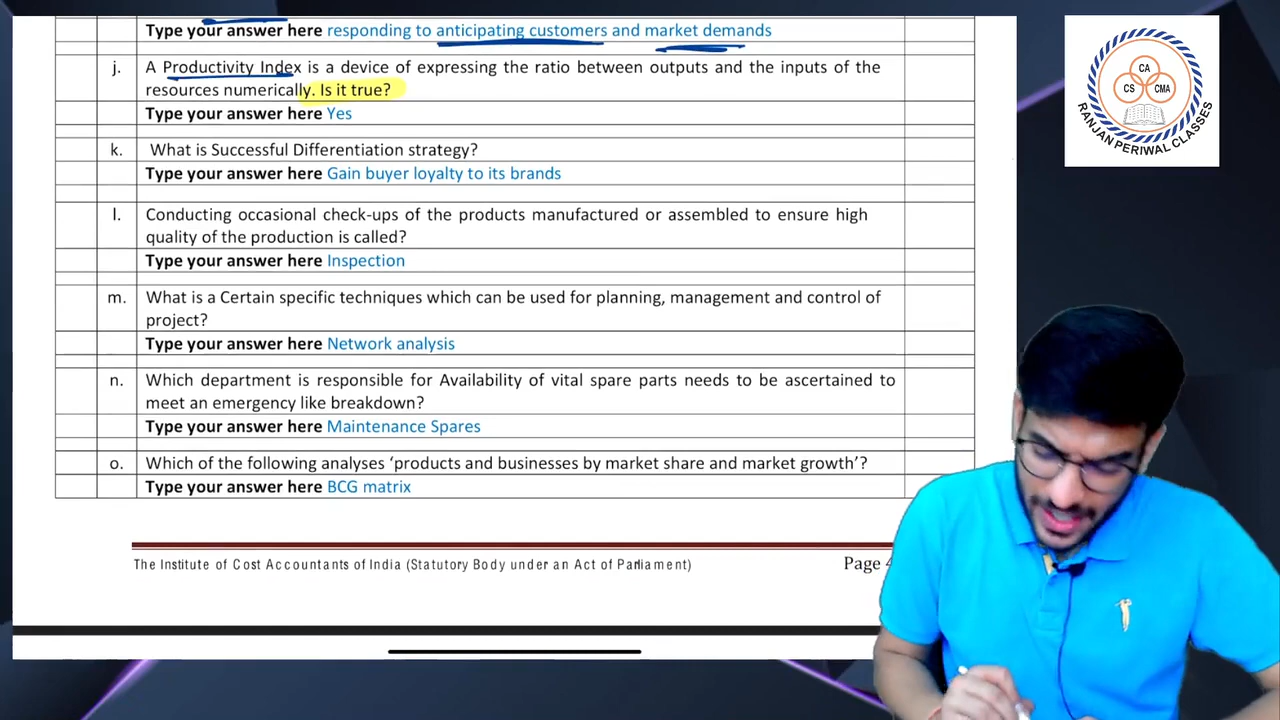 Type your answer here responding to anticipating customers and market demands
j. A Productivity Index is a device of expressing the ratio between outputs and the inputs of the
resources numerically. Is it true?
Type your answer here Yes
k. What is Successful Differentiation strategy?
Type your answer here Gain buyer loyalty to its brands
l. Conducting occasional check-ups of the products manufactured or assembled to ensure high
quality of the production is called?
Type your answer here Inspection
m. What is a Certain specific techniques which can be used for planning, management and control of
project?
Type your answer here Network analysis
n. Which department is responsible for Availability of vital spare parts needs to be ascertained to
meet an emergency like breakdown?
Type your answer here Maintenance Spares
o. Which of the following analyses ‘products and businesses by market share and market growth’?
Type your answer here BCG matrix
The Institute of Cost Accountants of India (Statutory Body under an Act of Parliament)
Page 4
CA
CS CMA
RANJAN PERIWAL CLASSES